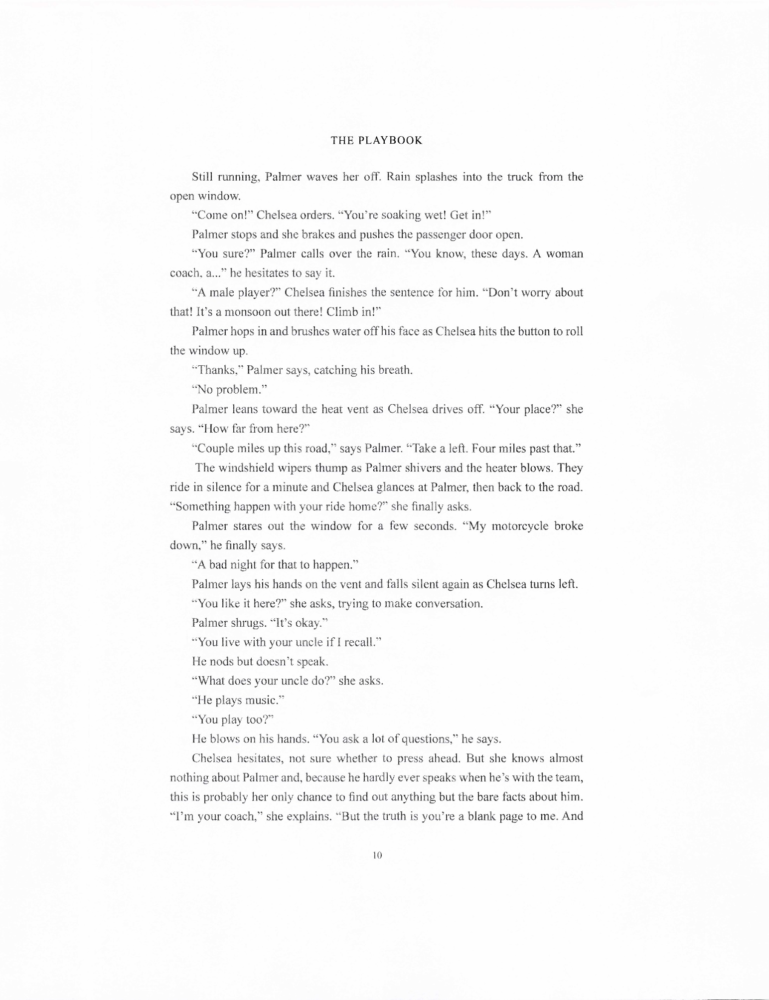 THE PLAYBOOK
Still running, Palmer waves her off. Rain splashes into the truck from the
open window.
“Come on!” Chelsea orders. “You’re soaking wet! Get in!”
Palmer stops and she brakes and pushes the passenger door open.
“You sure?” Palmer calls over the rain. “You know, these days. A woman
coach, a...” he hesitates to say it.
“A male player?” Chelsea finishes the sentence for him. “Don’t worry about
that! It’s a monsoon out there! Climb in!”
Palmer hops in and brushes water off his face as Chelsea hits the button to roll
the window up.
“Thanks,” Palmer says, catching his breath.
“No problem.”
Palmer leans toward the heat vent as Chelsea drives off. “Your place?” she
says. “How far from here?”
“Couple miles up this road,” says Palmer. “Take a left. Four miles past that.”
The windshield wipers thump as Palmer shivers and the heater blows. They
ride in silence for a minute and Chelsea glances at Palmer, then back to the road.
“Something happen with your ride home?” she finally asks.
Palmer stares out the window for a few seconds. “My motorcycle broke
down,” he finally says.
“A bad night for that to happen.”
Palmer lays his hands on the vent and falls silent again as Chelsea turns left.
“You like it here?” she asks, trying to make conversation.
Palmer shrugs. “It’s okay.”
“You live with your uncle if I recall.”
He nods but doesn’t speak.
“What does your uncle do?” she asks.
“He plays music.”
“You play too?”
He blows on his hands. “You ask a lot of questions,” he says.
Chelsea hesitates, not sure whether to press ahead. But she knows almost
nothing about Palmer and, because he hardly ever speaks when he’s with the team,
this is probably her only chance to find out anything but the bare facts about him.
“I’m your coach,” she explains. “But the truth is you’re a blank page to me. And
10